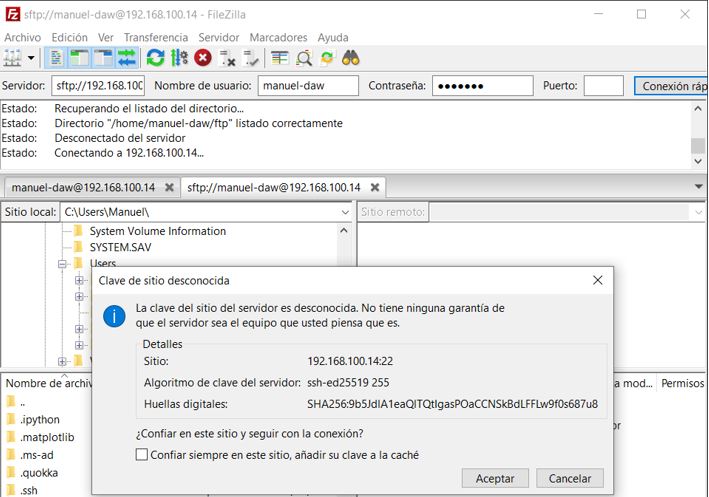 sftp://manuel-daw@192.168.100.14 - FileZilla
Archivo Edición Ver Transferencia Servidor Marcadores Ayuda
Servidor: sftp://192.168.10( Nombre de usuario: manuel-daw Contraseña: ●●●●●●● Puerto: Conexión ráp
Estado: Recuperando el listado del directorio...
Estado: Directorio "/home/manuel-daw/ftp" listado correctamente
Estado: Desconectado del servidor
Estado: Conectando a 192.168.100.14...
manuel-daw@192.168.100.14 sftp://manuel-daw@192.168.100.14
Sitio local: C:\Users\Manuel\ Sitio remoto:
System Volume Information
SYSTEM.SAV
Users
Clave de sitio desconocida
La clave del sitio del servidor es desconocida. No tiene ninguna garantía de
que el servidor sea el equipo que usted piensa que es.
Detalles
Sitio: 192.168.100.14:22
Algoritmo de clave del servidor: ssh-ed25519 255
Huellas digitales: SHA256:9b5JdIA1eaQITQtIgasPOaCCNSkBdLFFLw9f0s687u8
¿Confiar en este sitio y seguir con la conexión?
Confiar siempre en este sitio, añadir su clave a la caché
Aceptar Cancelar
Nombre de archiv a mod... Permisos
..
.ipython
.matplotlib
.ms-ad
.quokka
.ssh